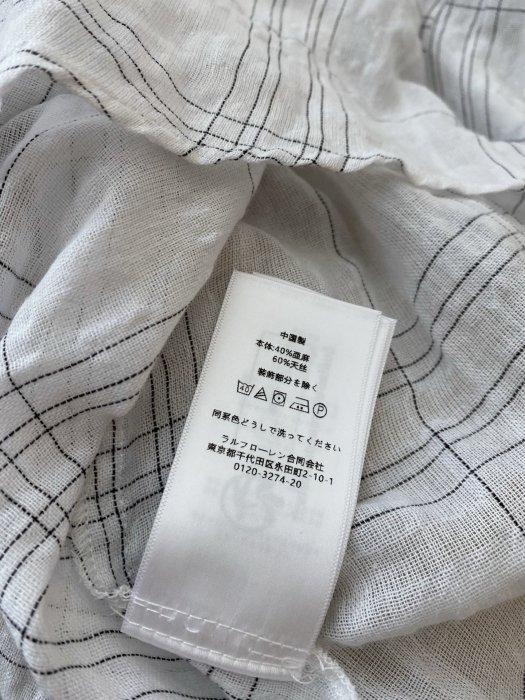 中国製
本体:40%亜麻
60%天丝
装飾部分を除く
40 P
同系色どうしで洗ってください
ラルフローレン合同会社
東京都千代田区永田町2-10-1
0120-3274-20